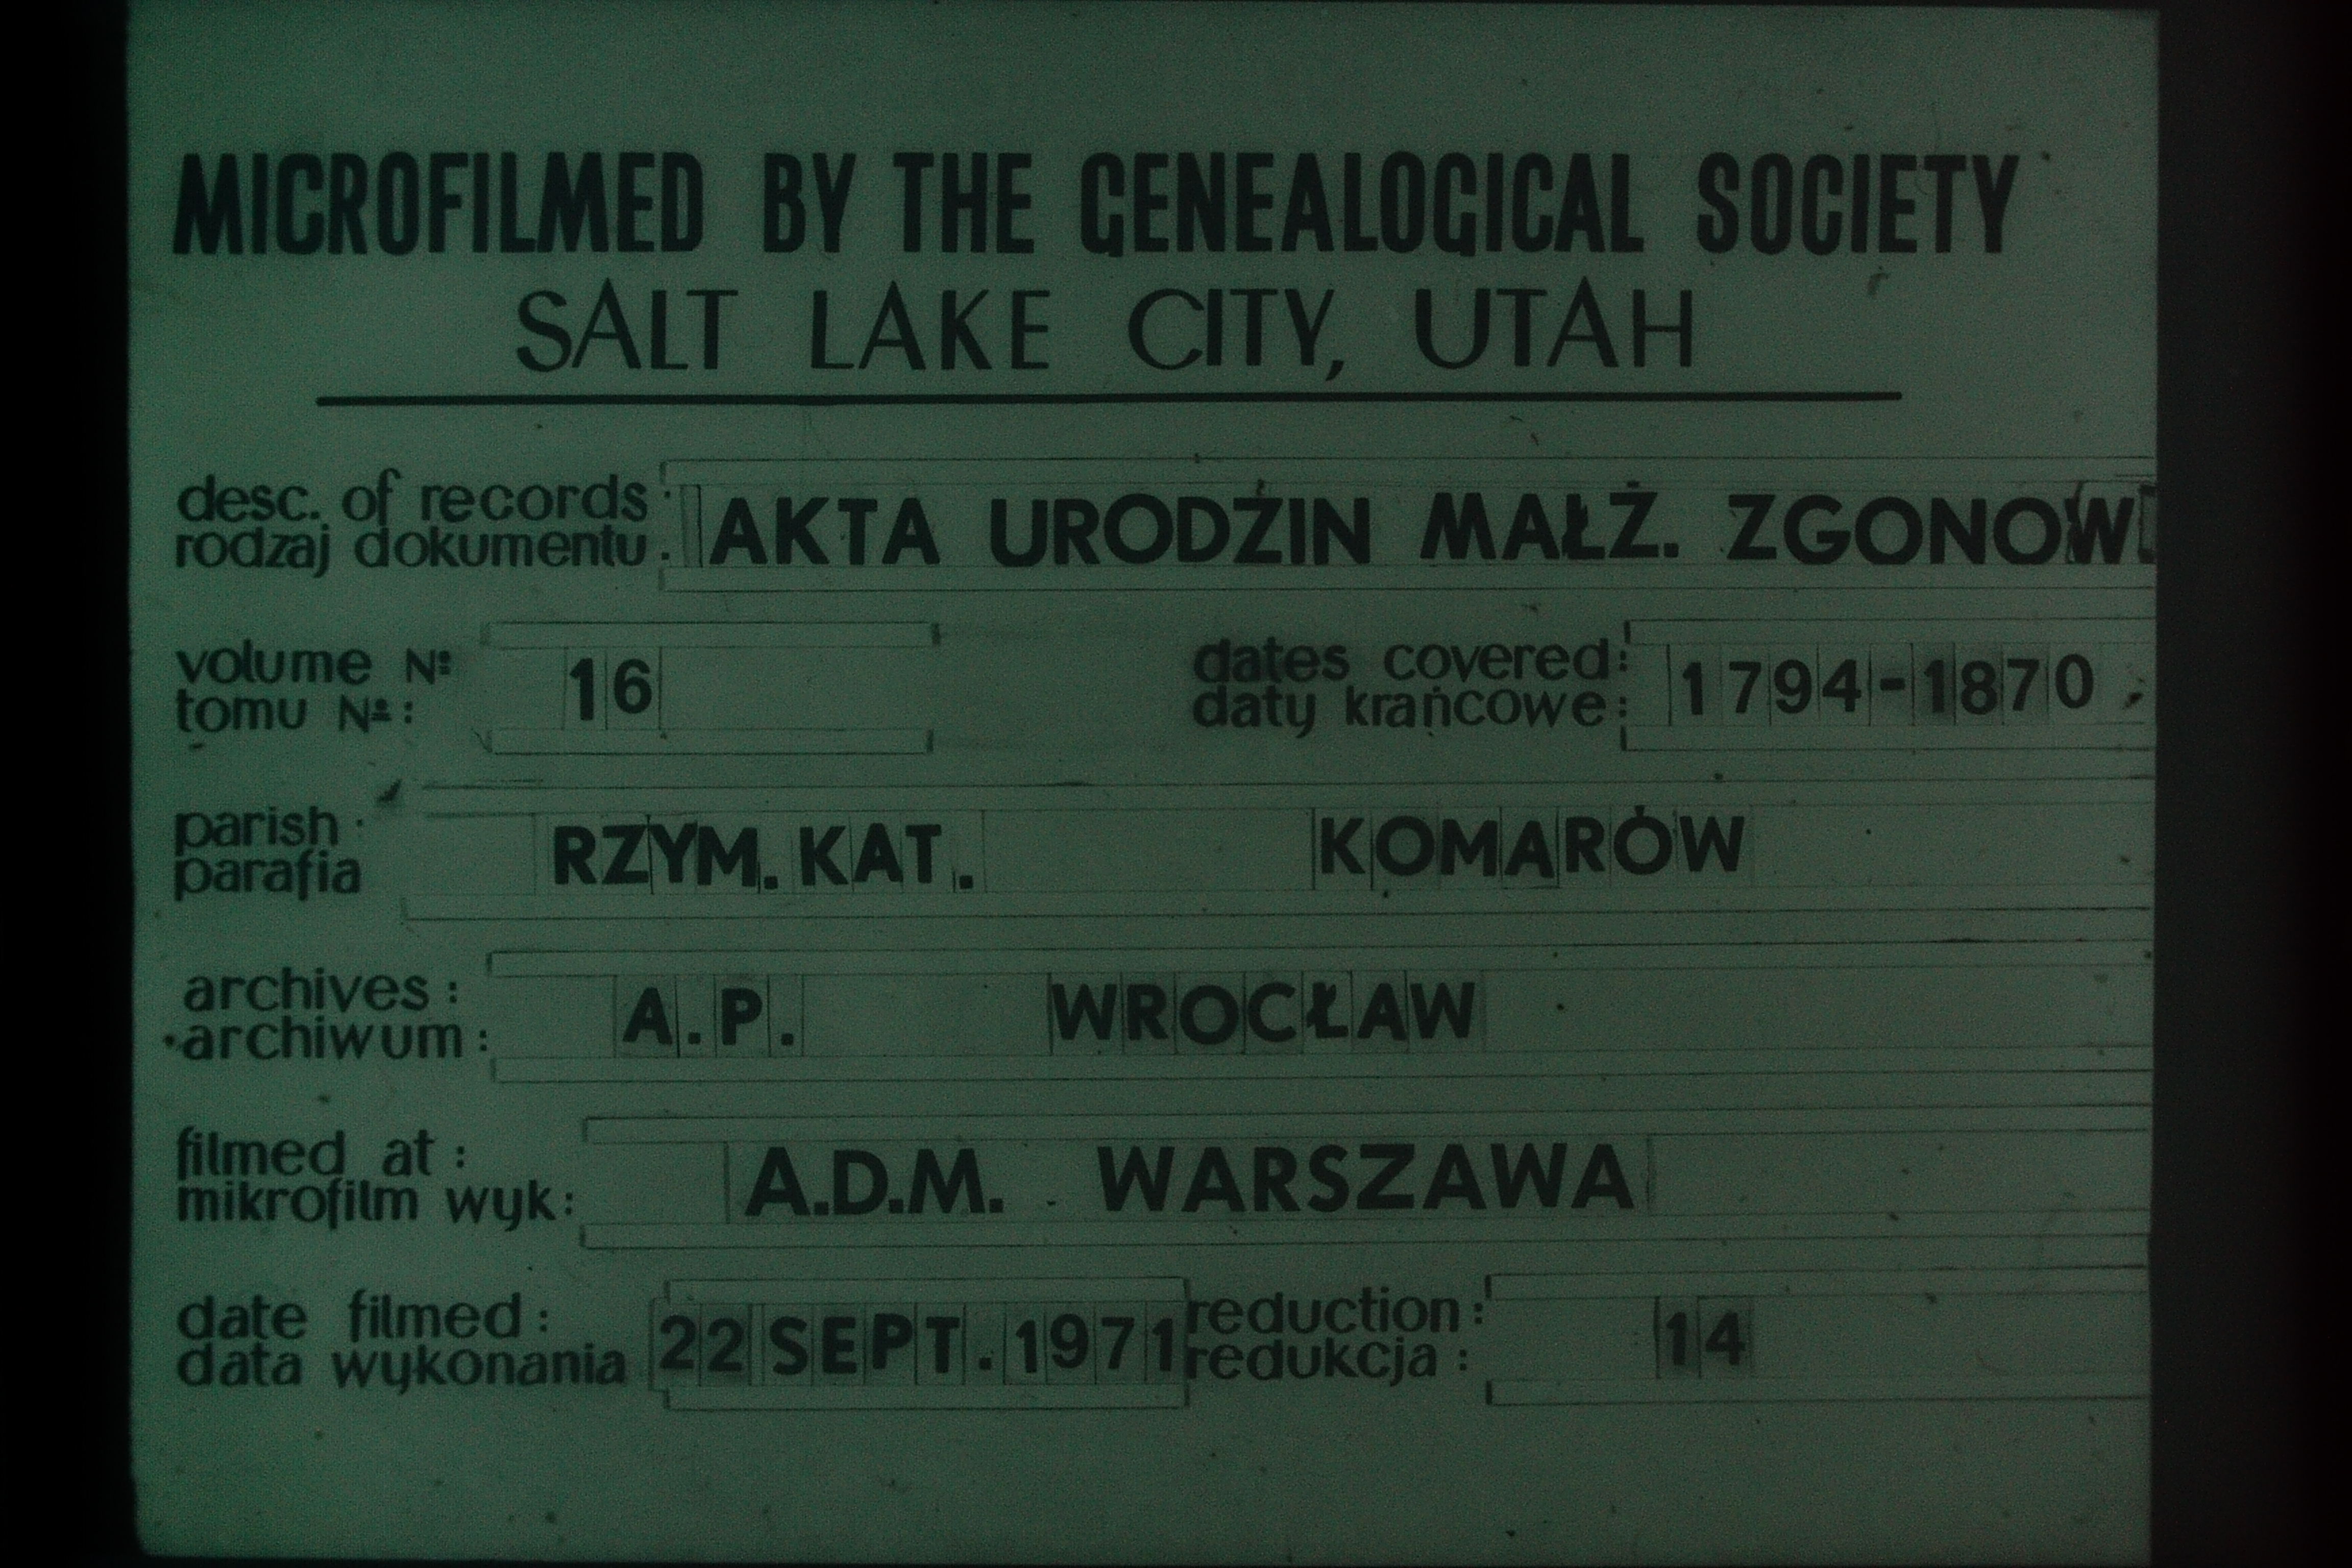 MICROFILMED BY THE GENEALOGICAL SOCIETY
SALT LAKE CITY, UTAH
desc. of records : AKTA URODZIN MAŁŻ. ZGONOW
rodzaj dokumentu.
volume Nº 16
tomu Nº:
dates covered: 1794-1870
daty krańcowe:
parish : RZYM. KAT. KOMARÓW
parafia
archives : A.P. WROCŁAW
archiwum :
filmed at : A.D.M. WARSZAWA
mikrofilm wyk:
date filmed : 22 SEPT. 1971
data wykonania
reduction : 14
redukcja :